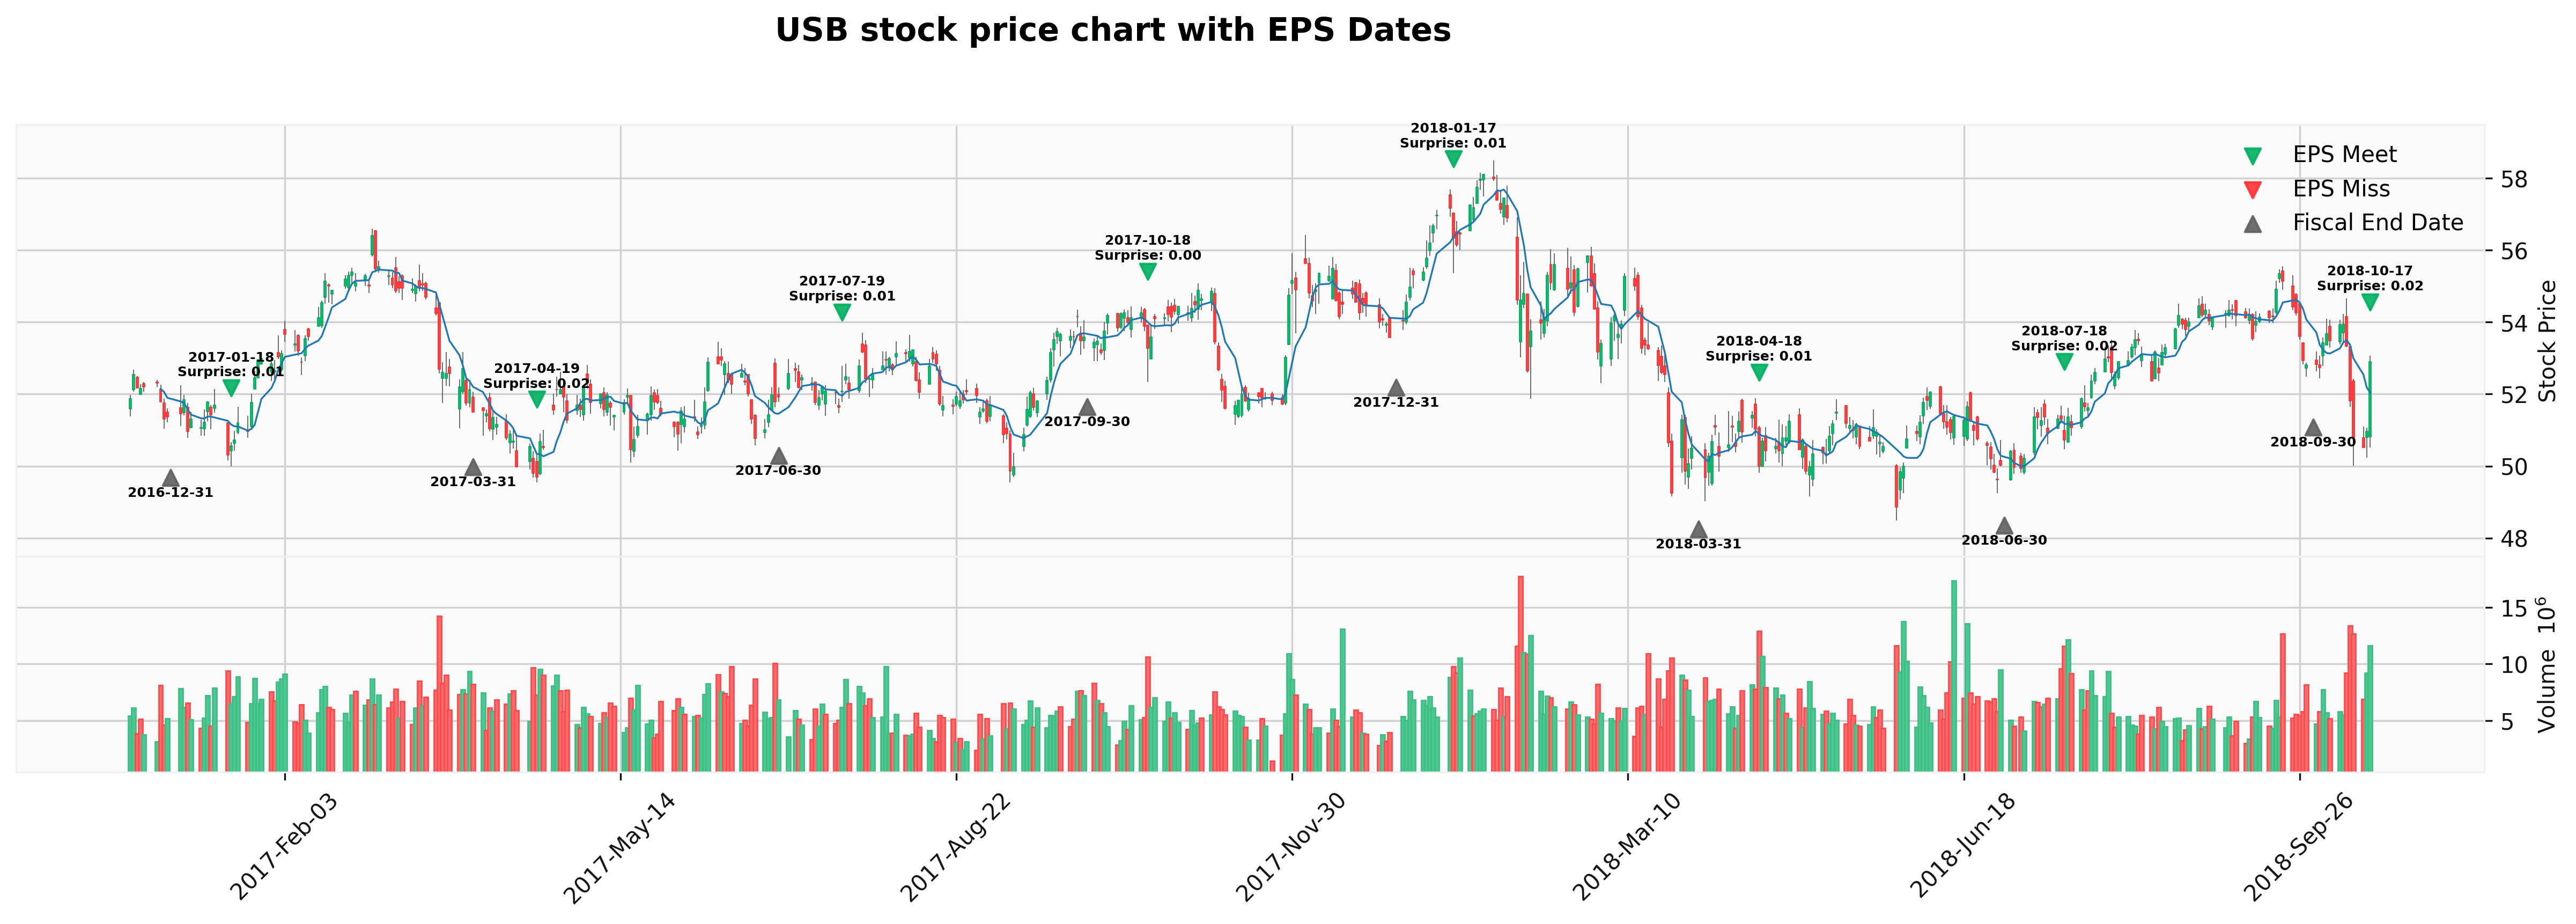 USB stock price chart with EPS Dates
2018-01-17
Surprise: 0.01
EPS Meet
EPS Miss
Fiscal End Date
2017-10-18
Surprise: 0.00
2017-07-19
Surprise: 0.01
2018-10-17
Surprise: 0.02
2018-07-18
Surprise: 0.02
2018-04-18
Surprise: 0.01
2017-01-18
Surprise: 0.01
2017-04-19
Surprise: 0.02
2016-12-31
2017-03-31
2017-06-30
2017-09-30
2017-12-31
2018-03-31
2018-06-30
2018-09-30
58
56
54
52
50
48
Stock Price
15
10
5
Volume 10^6
2017-Feb-03
2017-May-14
2017-Aug-22
2017-Nov-30
2018-Mar-10
2018-Jun-18
2018-Sep-26